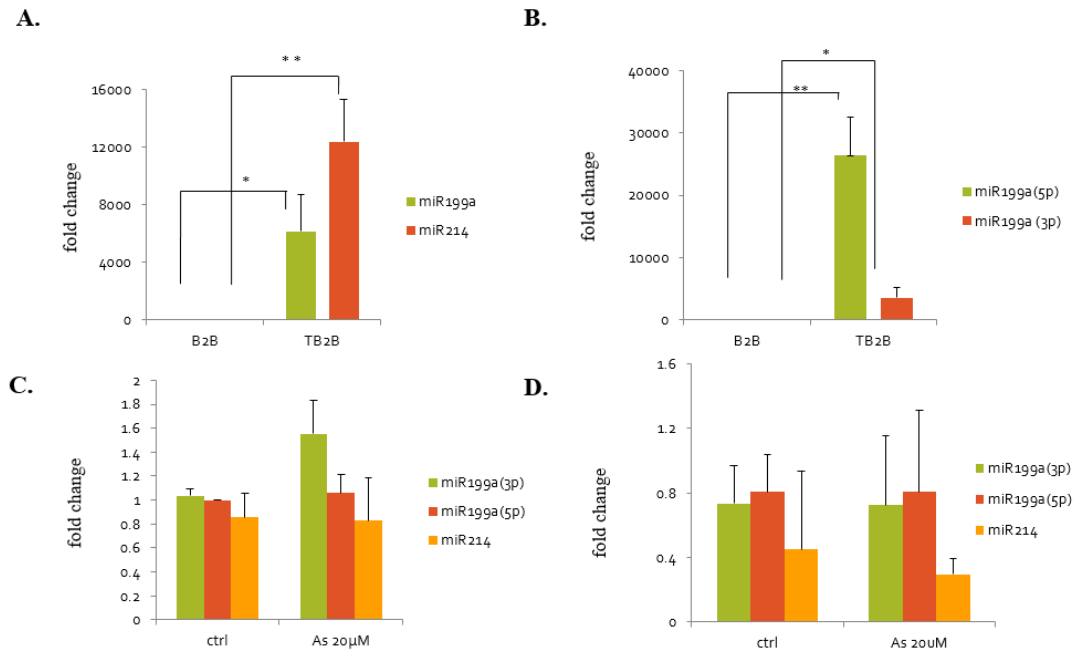 A.
* *
16000
12000
8000
4000
0
fold change
*
miR199a
miR214
B2B
TB2B
B.
*
**
40000
30000
20000
10000
0
fold change
miR199a(5p)
miR199a (3p)
B2B
TB2B
C.
2
1.8
1.6
1.4
1.2
1
0.8
0.6
0.4
0.2
0
fold change
miR199a(3p)
miR199a(5p)
miR214
ctrl
As 20µM
D.
1.6
1.2
0.8
0.4
0
fold change
miR199a(3p)
miR199a(5p)
miR214
ctrl
As 20uM